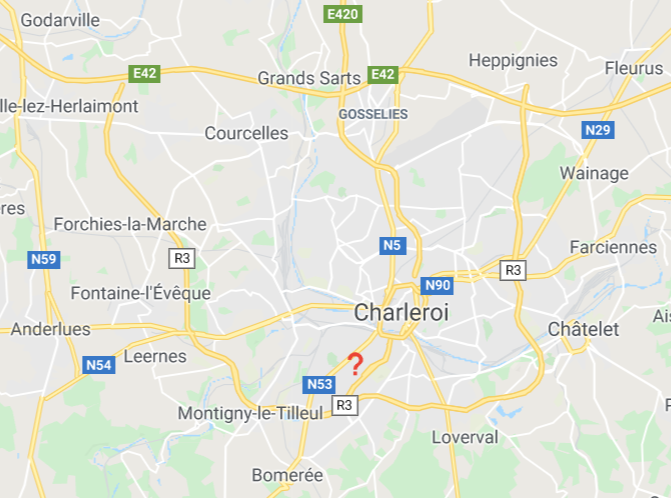 Godarville
E420
Heppignies
E42
Grands Sarts
E42
Fleurus
lle-lez-Herlaimont
GOSSELIES
Courcelles
N29
Wainage
res
Forchies-la-Marche
N5
Farciennes
N59
R3
R3
Fontaine-l'Évêque
N90
Charleroi
Ais
Anderlues
Châtelet
Leernes
N54
?
N53
Montigny-le-Tilleul
R3
F
Loverval
Bomerée